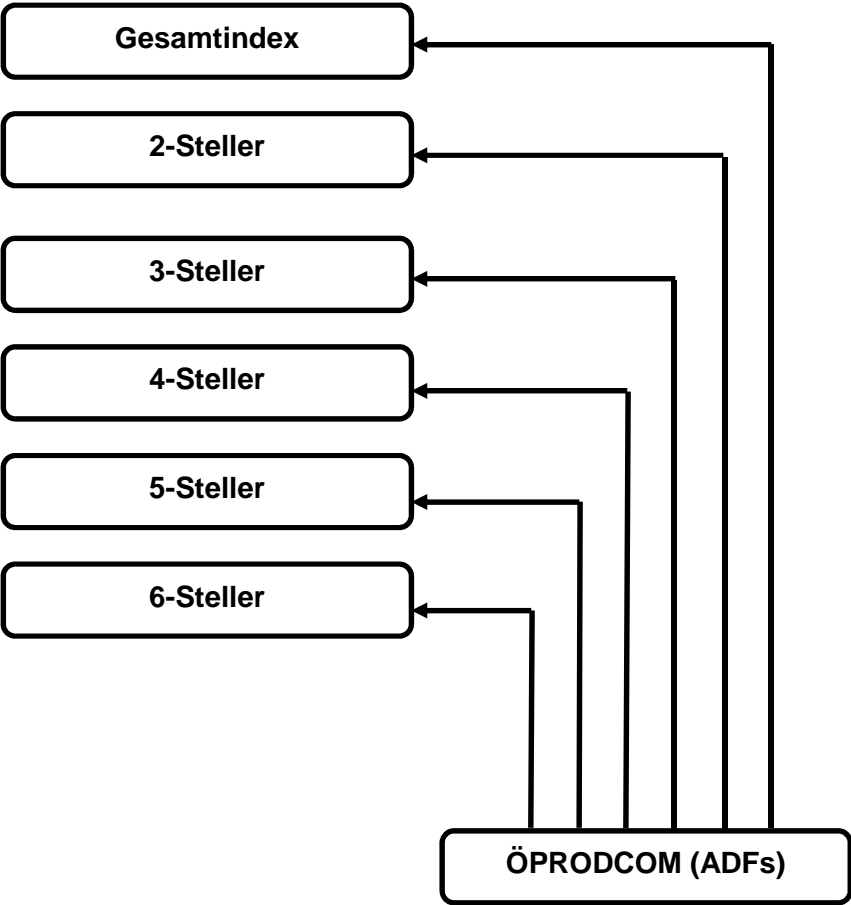 Gesamtindex
2-Steller
3-Steller
4-Steller
5-Steller
6-Steller
ÖPRODCOM (ADFs)